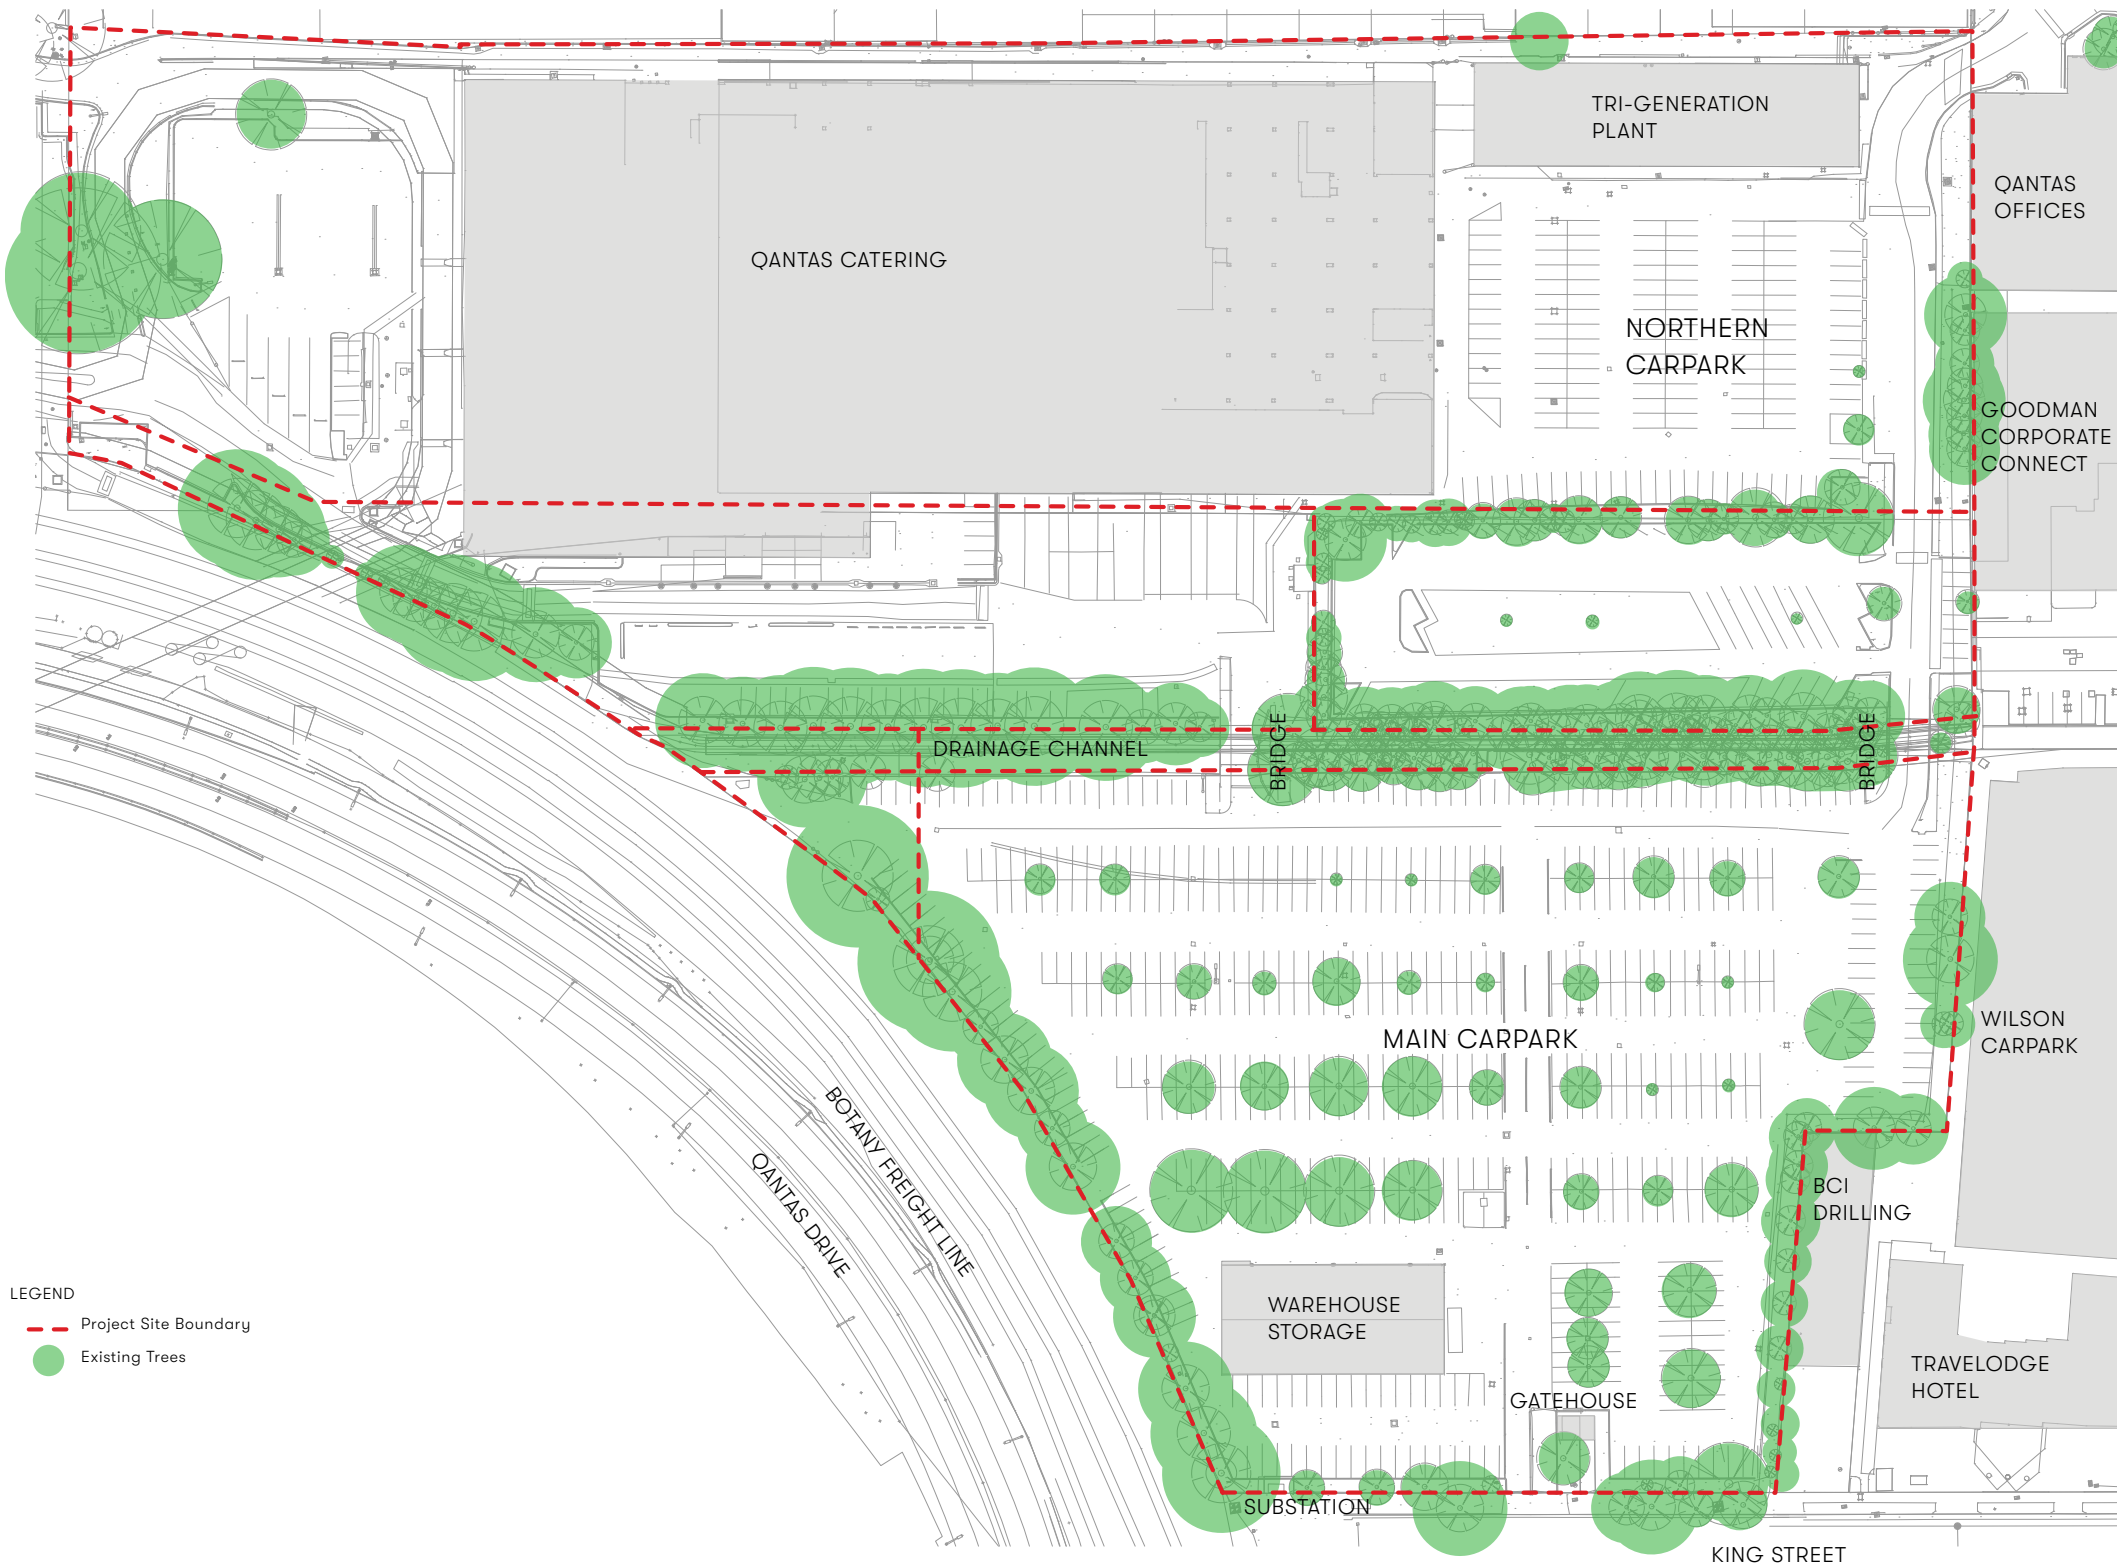 TRI-GENERATION
PLANT
QANTAS
OFFICES
QANTAS CATERING
NORTHERN
CARPARK
GOODMAN
CORPORATE
CONNECT
BRIDGE
BRIDGE
DRAINAGE CHANNEL
MAIN CARPARK
WILSON
CARPARK
BOTANY FREIGHT LINE
QANTAS DRIVE
BCI
DRILLING
LEGEND
Project Site Boundary
Existing Trees
WAREHOUSE
STORAGE
TRAVELODGE
HOTEL
GATEHOUSE
SUBSTATION
KING STREET